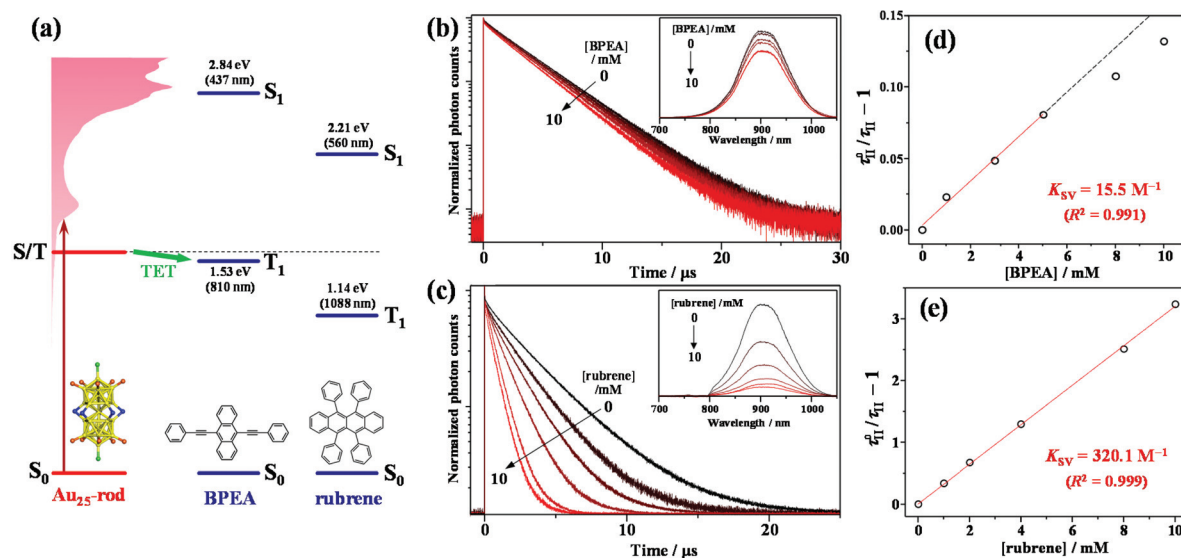 (a)
2.84 eV
(437 nm)
S₁
2.21 eV
(560 nm)
S₁
S/T
TET
T₁
1.53 eV
(810 nm)
1.14 eV
(1088 nm)
T₁
S₀
S₀
S₀
Au₂₅-rod
BPEA
rubrene
(b)
Normalized photon counts
[BPEA]
/ mM
0
10
[BPEA] / mM
0
10
700 800 900 1000
Wavelength / nm
0 10 20 30
Time / μs
(c)
Normalized photon counts
[rubrene]
/mM
0
10
[rubrene] / mM
0
10
700 800 900 1000
Wavelength / nm
0 10 20 25
Time / μs
(d)
τ⁰II/τII − 1
0.15
0.10
0.05
0.00
KSV = 15.5 M⁻¹
(R² = 0.991)
0 2 4 6 8 10
[BPEA] / mM
(e)
τ⁰II/τII − 1
3
2
1
0
KSV = 320.1 M⁻¹
(R² = 0.999)
0 2 4 6 8 10
[rubrene] / mM